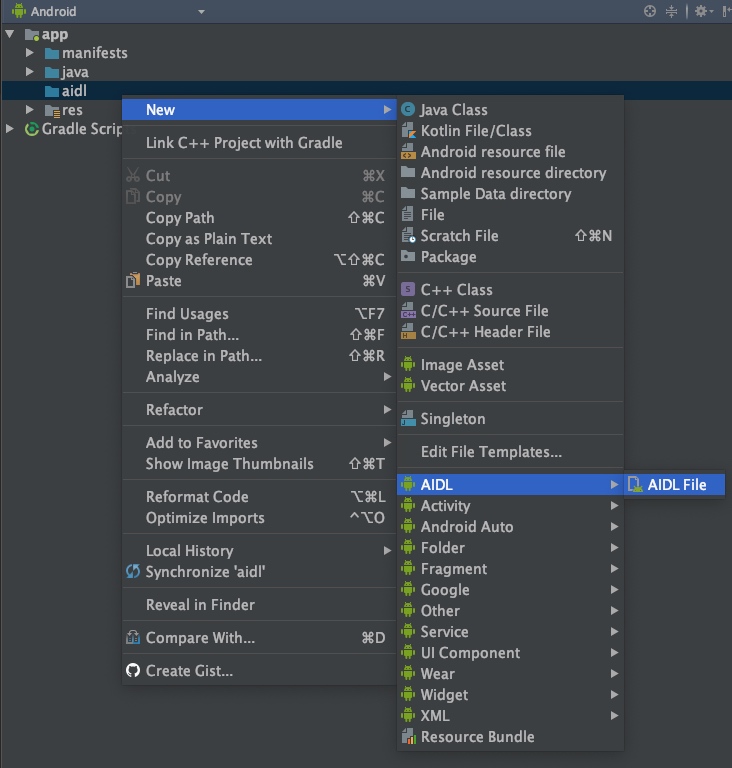 Android
app
manifests
java
aidl
res
Gradle Scrip
New
Link C++ Project with Gradle
Cut ⌘X
Copy ⌘C
Copy Path ⇧⌘C
Copy as Plain Text
Copy Reference ⌥⇧⌘C
Paste ⌘V
Find Usages ⌥F7
Find in Path... ⇧⌘F
Replace in Path... ⇧⌘R
Analyze
Refactor
Add to Favorites
Show Image Thumbnails ⇧⌘T
Reformat Code ⌥⌘L
Optimize Imports ^⌥O
Local History
Synchronize 'aidl'
Reveal in Finder
Compare With... ⌘D
Create Gist...
Java Class
Kotlin File/Class
Android resource file
Android resource directory
Sample Data directory
File
Scratch File ⇧⌘N
Package
C++ Class
C/C++ Source File
C/C++ Header File
Image Asset
Vector Asset
Singleton
Edit File Templates...
AIDL
Activity
Android Auto
Folder
Fragment
Google
Other
Service
UI Component
Wear
Widget
XML
Resource Bundle
AIDL File